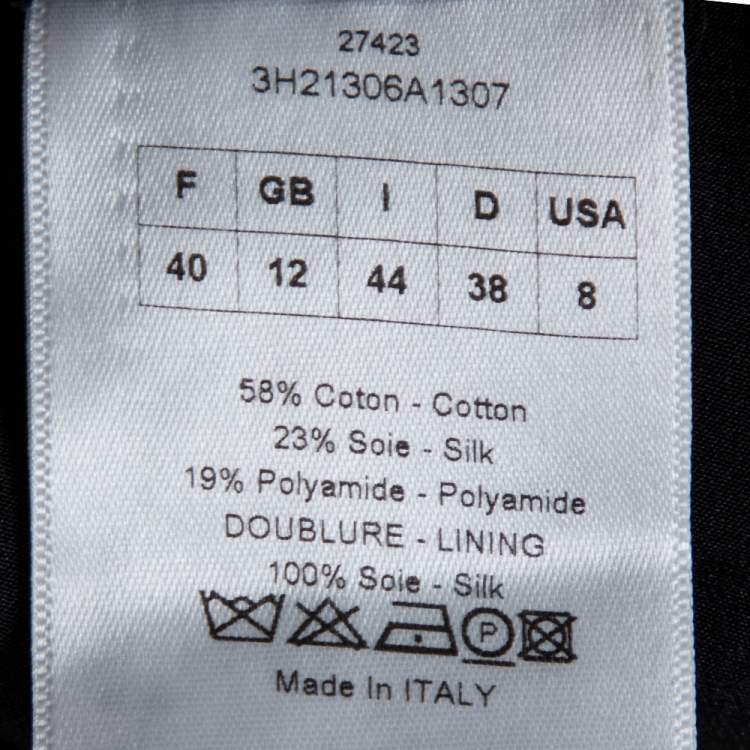 27423
3H21306A1307
F GB I D USA
40 12 44 38 8
58% Coton - Cotton
23% Soie - Silk
19% Polyamide - Polyamide
DOUBLURE - LINING
100% Soie - Silk
P
Made In ITALY